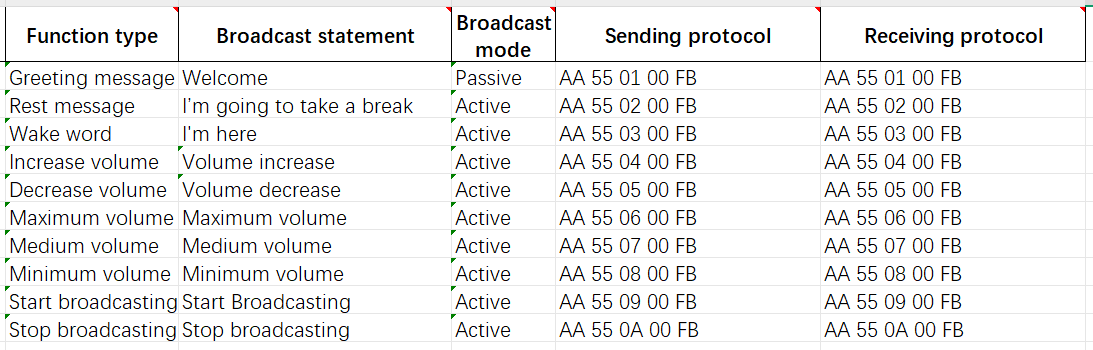 Function type Broadcast statement Broadcast mode Sending protocol Receiving protocol
Greeting message Welcome Passive AA 55 01 00 FB AA 55 01 00 FB
Rest message I'm going to take a break Active AA 55 02 00 FB AA 55 02 00 FB
Wake word I'm here Active AA 55 03 00 FB AA 55 03 00 FB
Increase volume Volume increase Active AA 55 04 00 FB AA 55 04 00 FB
Decrease volume Volume decrease Active AA 55 05 00 FB AA 55 05 00 FB
Maximum volume Maximum volume Active AA 55 06 00 FB AA 55 06 00 FB
Medium volume Medium volume Active AA 55 07 00 FB AA 55 07 00 FB
Minimum volume Minimum volume Active AA 55 08 00 FB AA 55 08 00 FB
Start broadcasting Start Broadcasting Active AA 55 09 00 FB AA 55 09 00 FB
Stop broadcasting Stop broadcasting Active AA 55 0A 00 FB AA 55 0A 00 FB